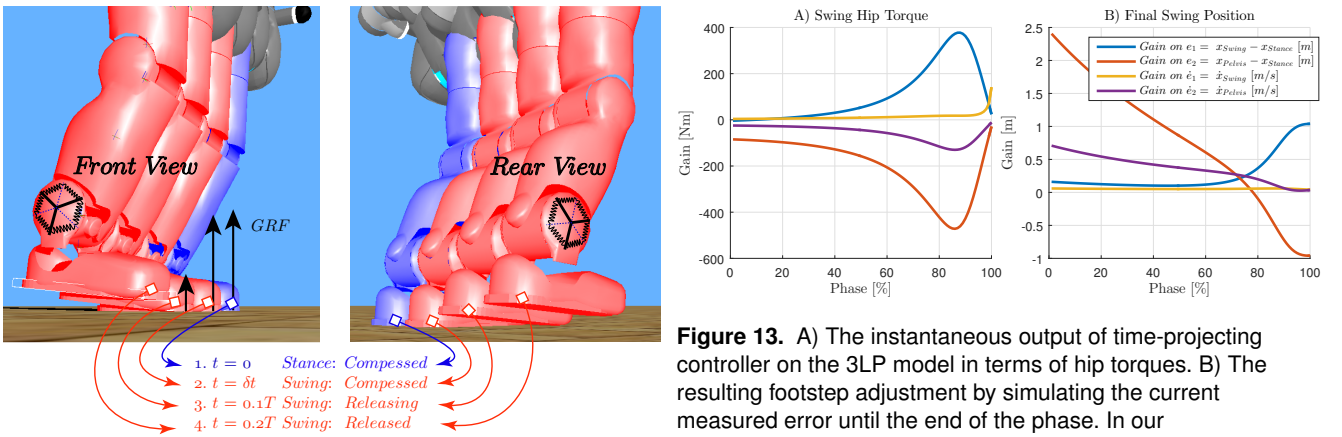 Front View
GRF
Rear View
1. t = 0 Stance: Compessed
2. t = δt Swing: Compessed
3. t = 0.1T Swing: Releasing
4. t = 0.2T Swing: Released
A) Swing Hip Torque
400
200
0
-200
-400
-600
Gain [Nm]
0 20 40 60 80 100
Phase [%]
B) Final Swing Position
2.5
2
1.5
1
0.5
0
-0.5
-1
Gain [m]
Gain on e₁ = x_Swing − x_Stance [m]
Gain on e₂ = x_Pelvis − x_Stance [m]
Gain on ė₁ = ẋ_Swing [m/s]
Gain on ė₂ = ẋ_Pelvis [m/s]
0 20 40 60 80 100
Phase [%]
Figure 13. A) The instantaneous output of time-projecting
controller on the 3LP model in terms of hip torques. B) The
resulting footstep adjustment by simulating the current
measured error until the end of the phase. In our